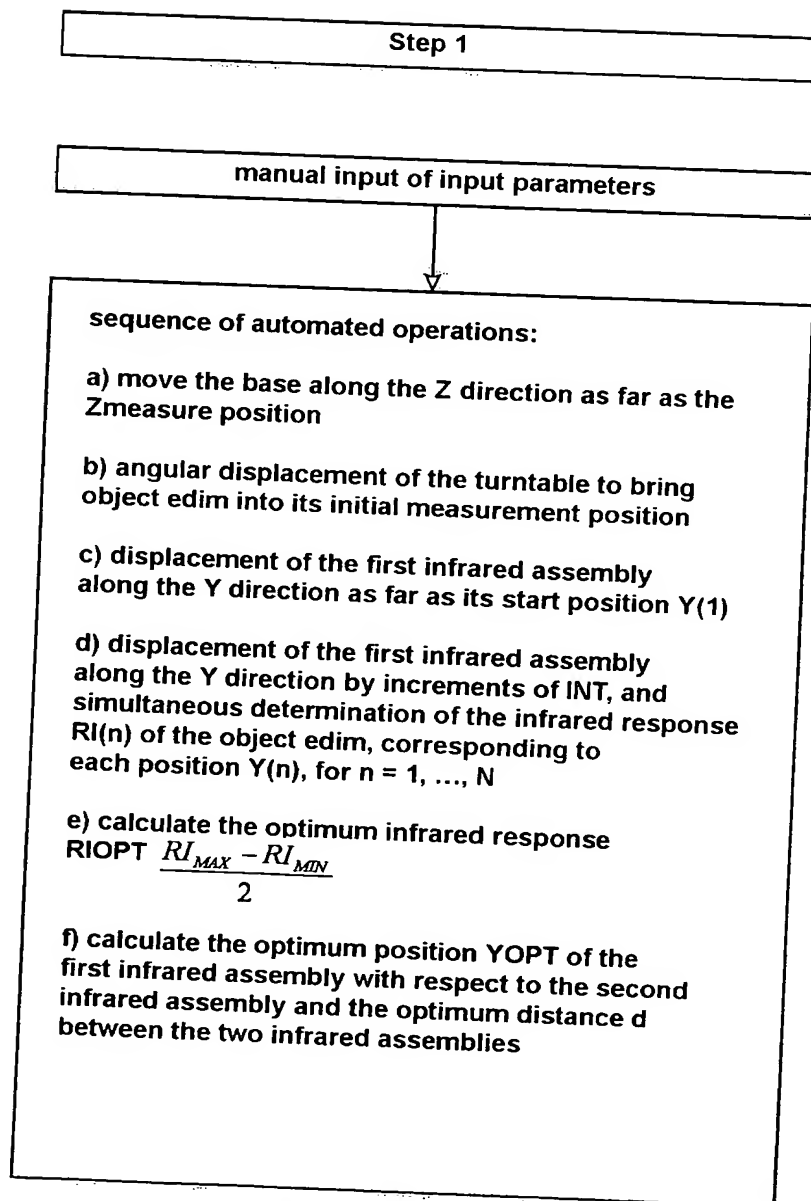 Step 1
manual input of input parameters
sequence of automated operations:
a) move the base along the Z direction as far as the
Zmeasure position
b) angular displacement of the turntable to bring
object edim into its initial measurement position
c) displacement of the first infrared assembly
along the Y direction as far as its start position Y(1)
d) displacement of the first infrared assembly
along the Y direction by increments of INT, and
simultaneous determination of the infrared response
RI(n) of the object edim, corresponding to
each position Y(n), for n = 1, ..., N
e) calculate the optimum infrared response
RIOPT (RI_MAX − RI_MIN)/2
f) calculate the optimum position YOPT of the
first infrared assembly with respect to the second
infrared assembly and the optimum distance d
between the two infrared assemblies